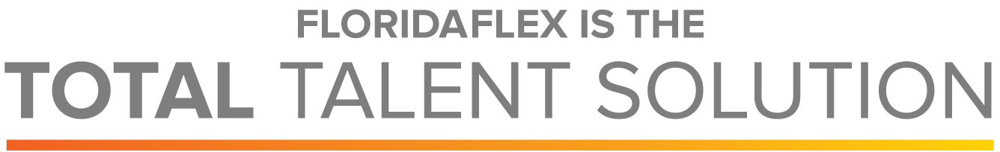 FLORIDAFLEX IS THE
TOTAL TALENT SOLUTION